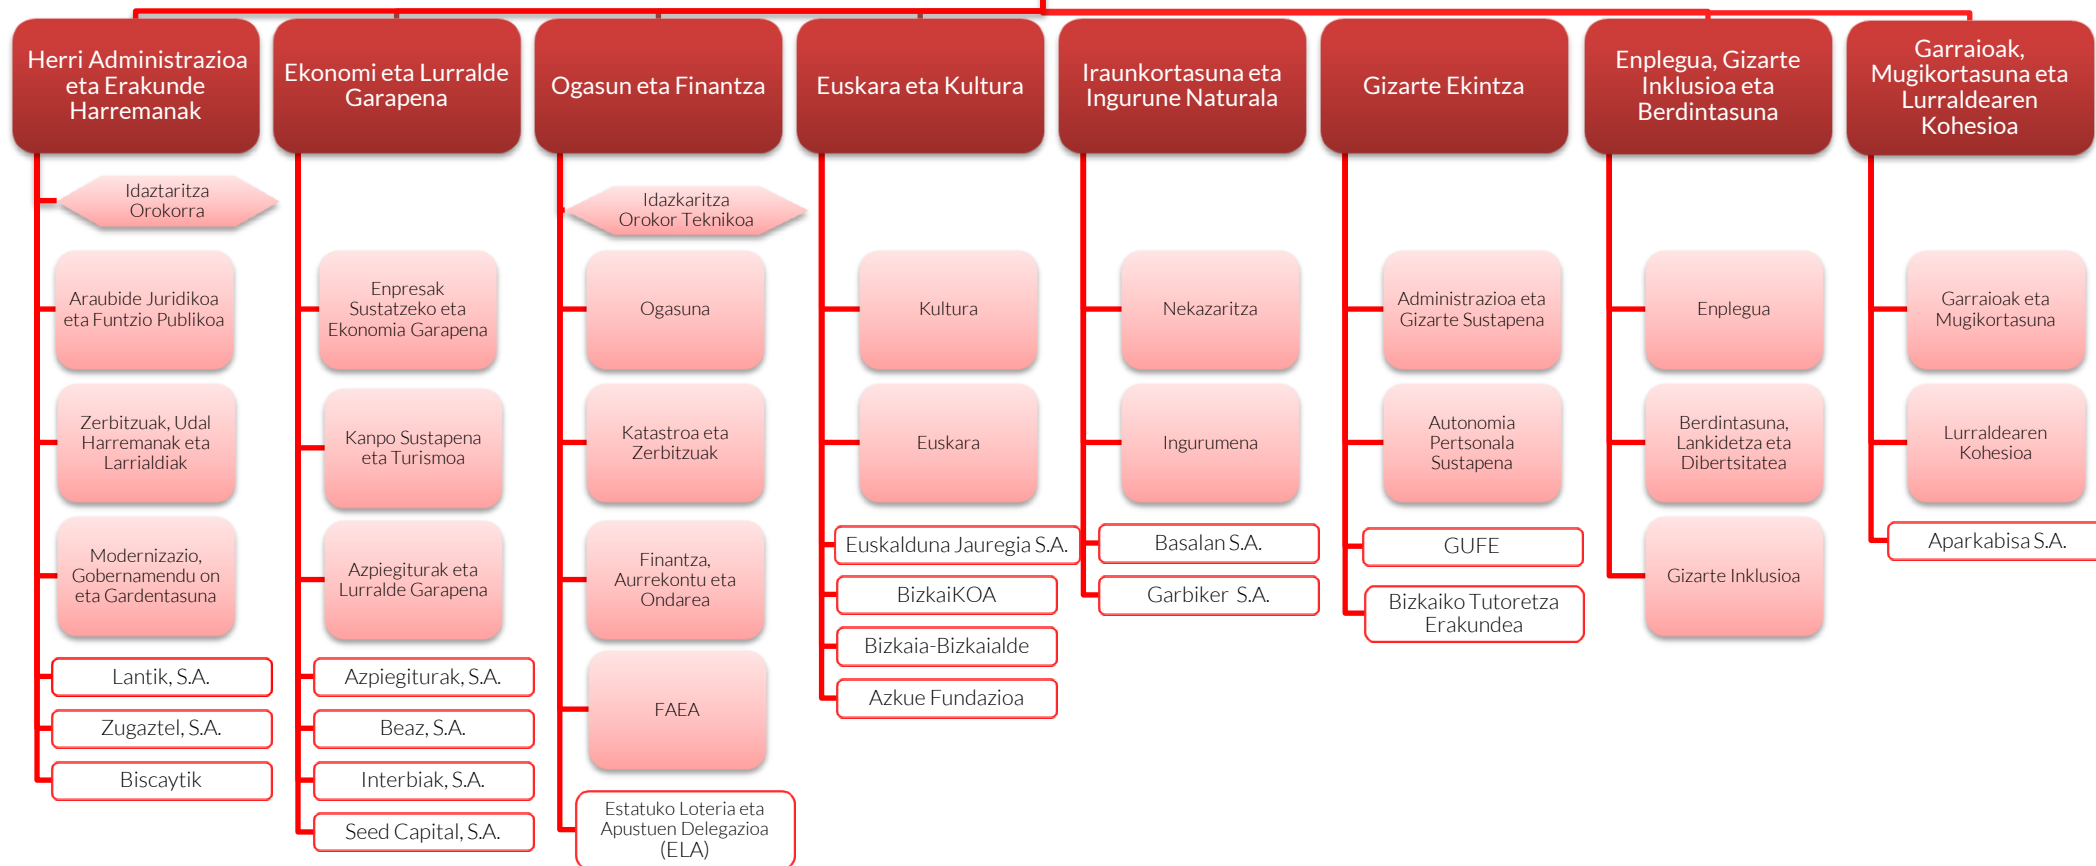 Herri Administrazioa
eta Erakunde
Harremanak
Idaztaritza
Orokorra
Araubide Juridikoa
eta Funtzio Publikoa
Zerbitzuak, Udal
Harremanak eta
Larrialdiak
Modernizazio,
Gobernamendu on
eta Gardentasuna
Lantik, S.A.
Zugaztel, S.A.
Biscaytik
Ekonomi eta Lurralde
Garapena
Enpresak
Sustatzeko eta
Ekonomia Garapena
Kanpo Sustapena
eta Turismoa
Azpiegiturak eta
Lurralde Garapena
Azpiegiturak, S.A.
Beaz, S.A.
Interbiak, S.A.
Seed Capital, S.A.
Ogasun eta Finantza
Idazkaritza
Orokor Teknikoa
Ogasuna
Katastroa eta
Zerbitzuak
Finantza,
Aurrekontu eta
Ondarea
FAEA
Estatuko Loteria eta
Apustuen Delegazioa
(ELA)
Euskara eta Kultura
Kultura
Euskara
Euskalduna Jauregia S.A.
BizkaiKOA
Bizkaia-Bizkaialde
Azkue Fundazioa
Iraunkortasuna eta
Ingurune Naturala
Nekazaritza
Ingurumena
Basalan S.A.
Garbiker S.A.
Gizarte Ekintza
Administrazioa eta
Gizarte Sustapena
Autonomia
Pertsonala
Sustapena
GUFE
Bizkaiko Tutoretza
Erakundea
Enplegua, Gizarte
Inklusioa eta
Berdintasuna
Enplegua
Berdintasuna,
Lankidetza eta
Dibertsitatea
Gizarte Inklusioa
Garraioak,
Mugikortasuna eta
Lurraldearen
Kohesioa
Garraioak eta
Mugikortasuna
Lurraldearen
Kohesioa
Aparkabisa S.A.